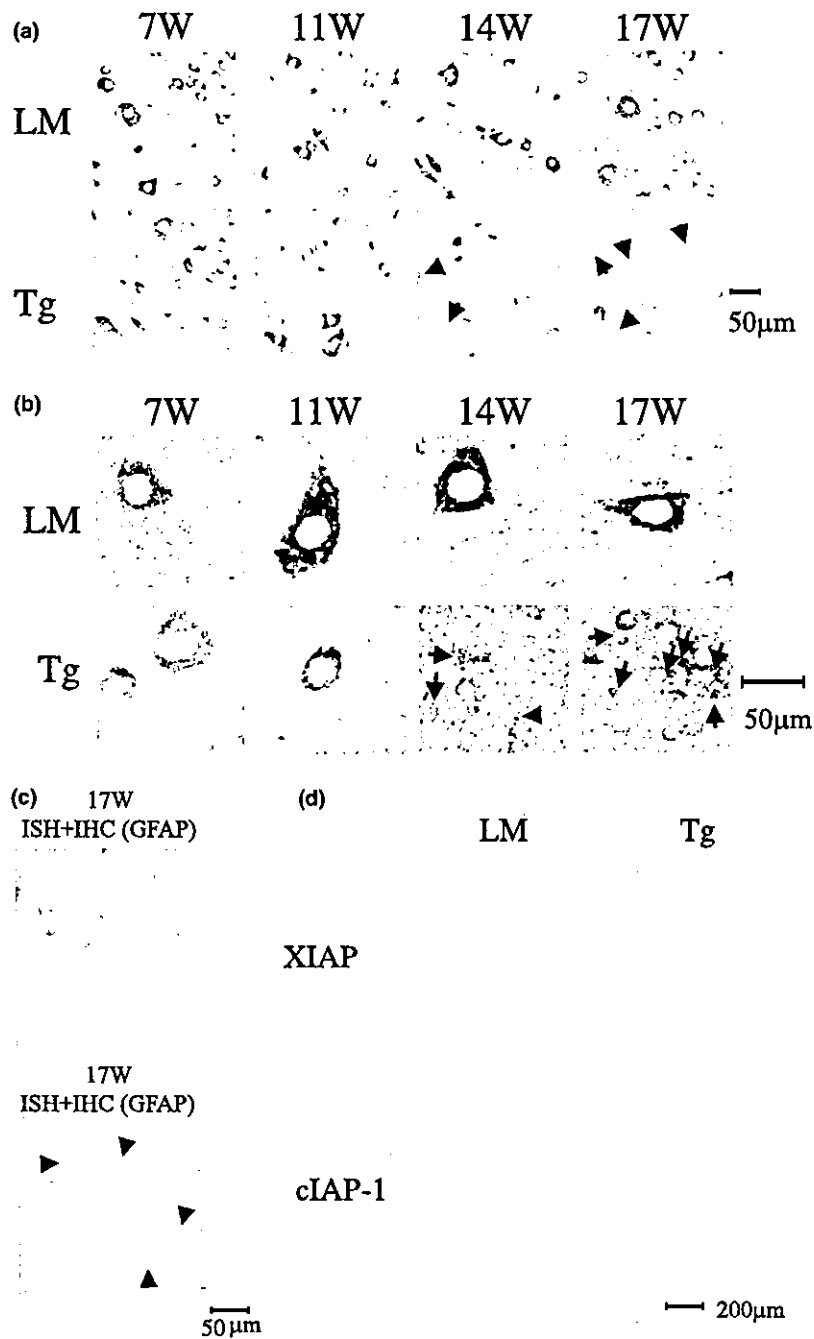 (a)
7W 11W 14W 17W
LM
Tg
50μm
(b)
7W 11W 14W 17W
LM
Tg
50μm
(c) 17W
ISH+IHC (GFAP)
(d)
LM Tg
XIAP
17W
ISH+IHC (GFAP)
cIAP-1
50 μm
200μm